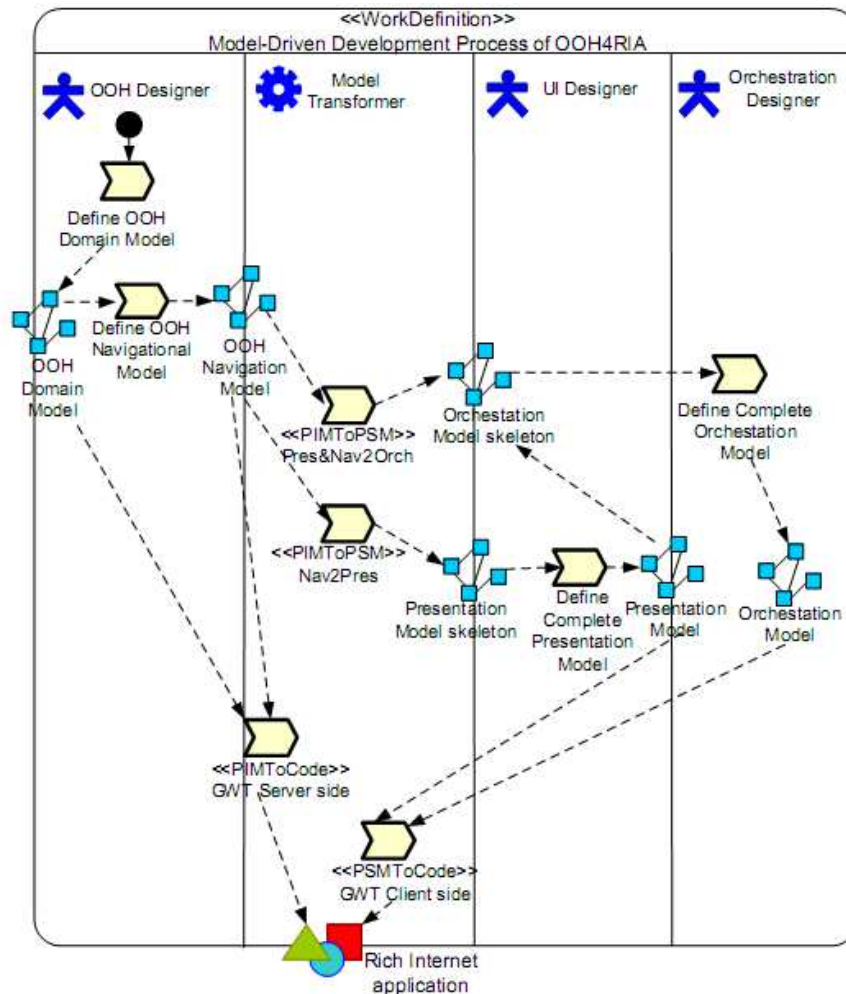 <<WorkDefinition>>
Model-Driven Development Process of OOH4RIA
OOH Designer
Model
Transformer
UI Designer
Orchestration
Designer
Define OOH
Domain Model
OOH
Domain
Model
Define OOH
Navigational
Model
OOH
Navigation
Model
<<PIMToPSM>>
Pres&Nav2Orch
Orchestation
Model skeleton
Define Complete
Orchestation
Model
<<PIMToPSM>>
Nav2Pres
Presentation
Model skeleton
Define
Complete
Presentation
Model
Presentation
Model
Orchestation
Model
<<PIMToCode>>
GWT Server side
<<PSMToCode>>
GWT Client side
Rich Internet
application